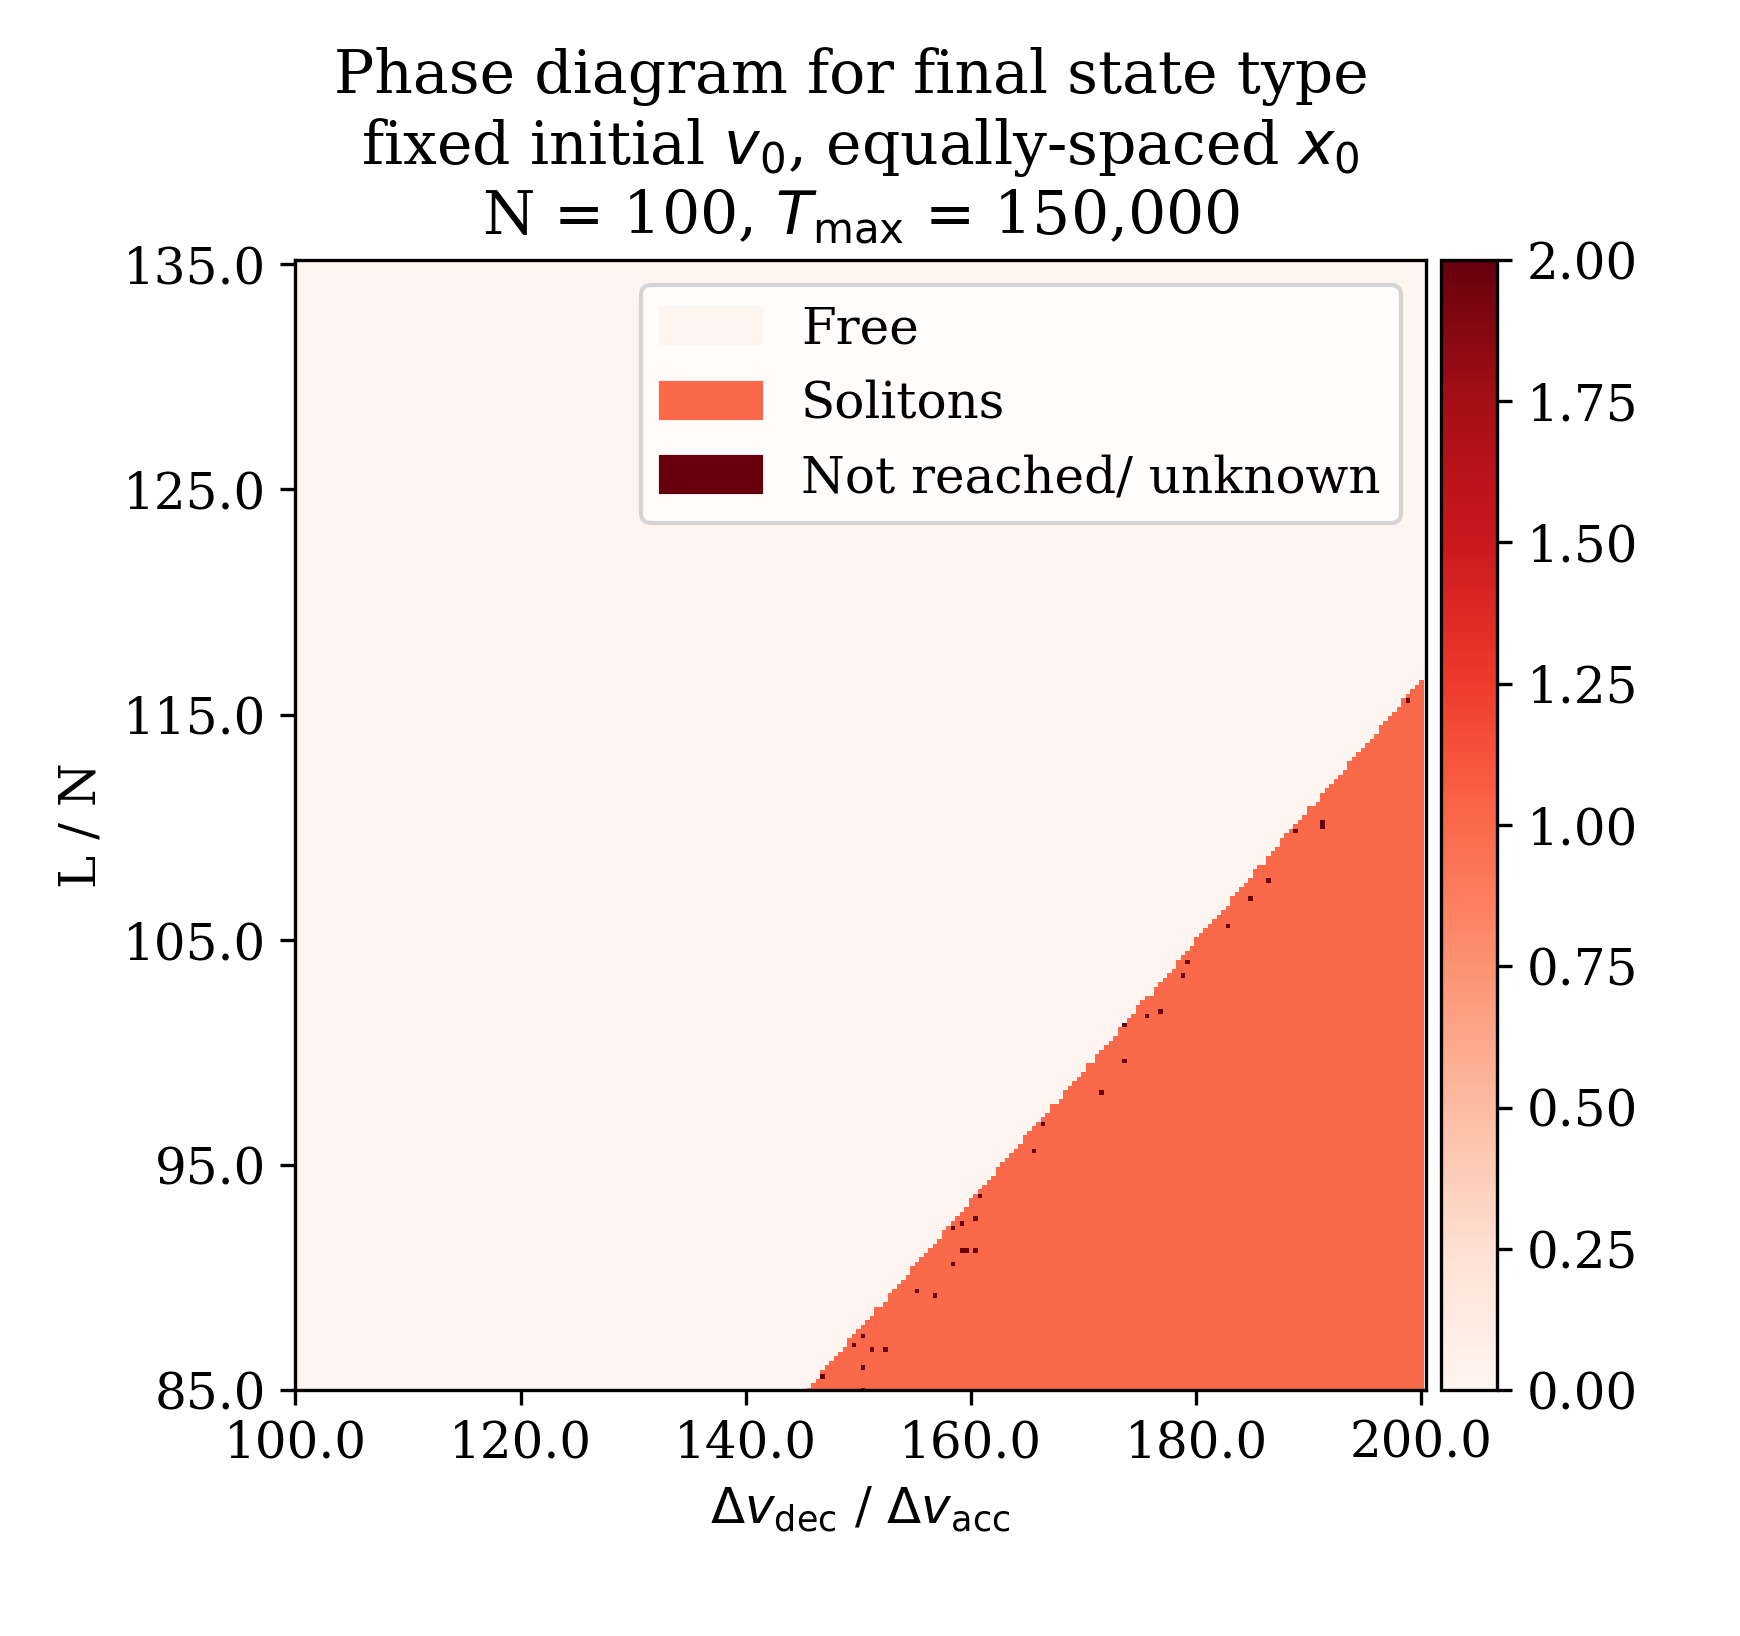 Phase diagram for final state type
fixed initial v₀, equally-spaced x₀
N = 100, Tmax = 150,000
135.0
125.0
115.0
105.0
95.0
85.0
L / N
Free
Solitons
Not reached/ unknown
100.0 120.0 140.0 160.0 180.0 200.0
Δvdec / Δvacc
2.00
1.75
1.50
1.25
1.00
0.75
0.50
0.25
0.00